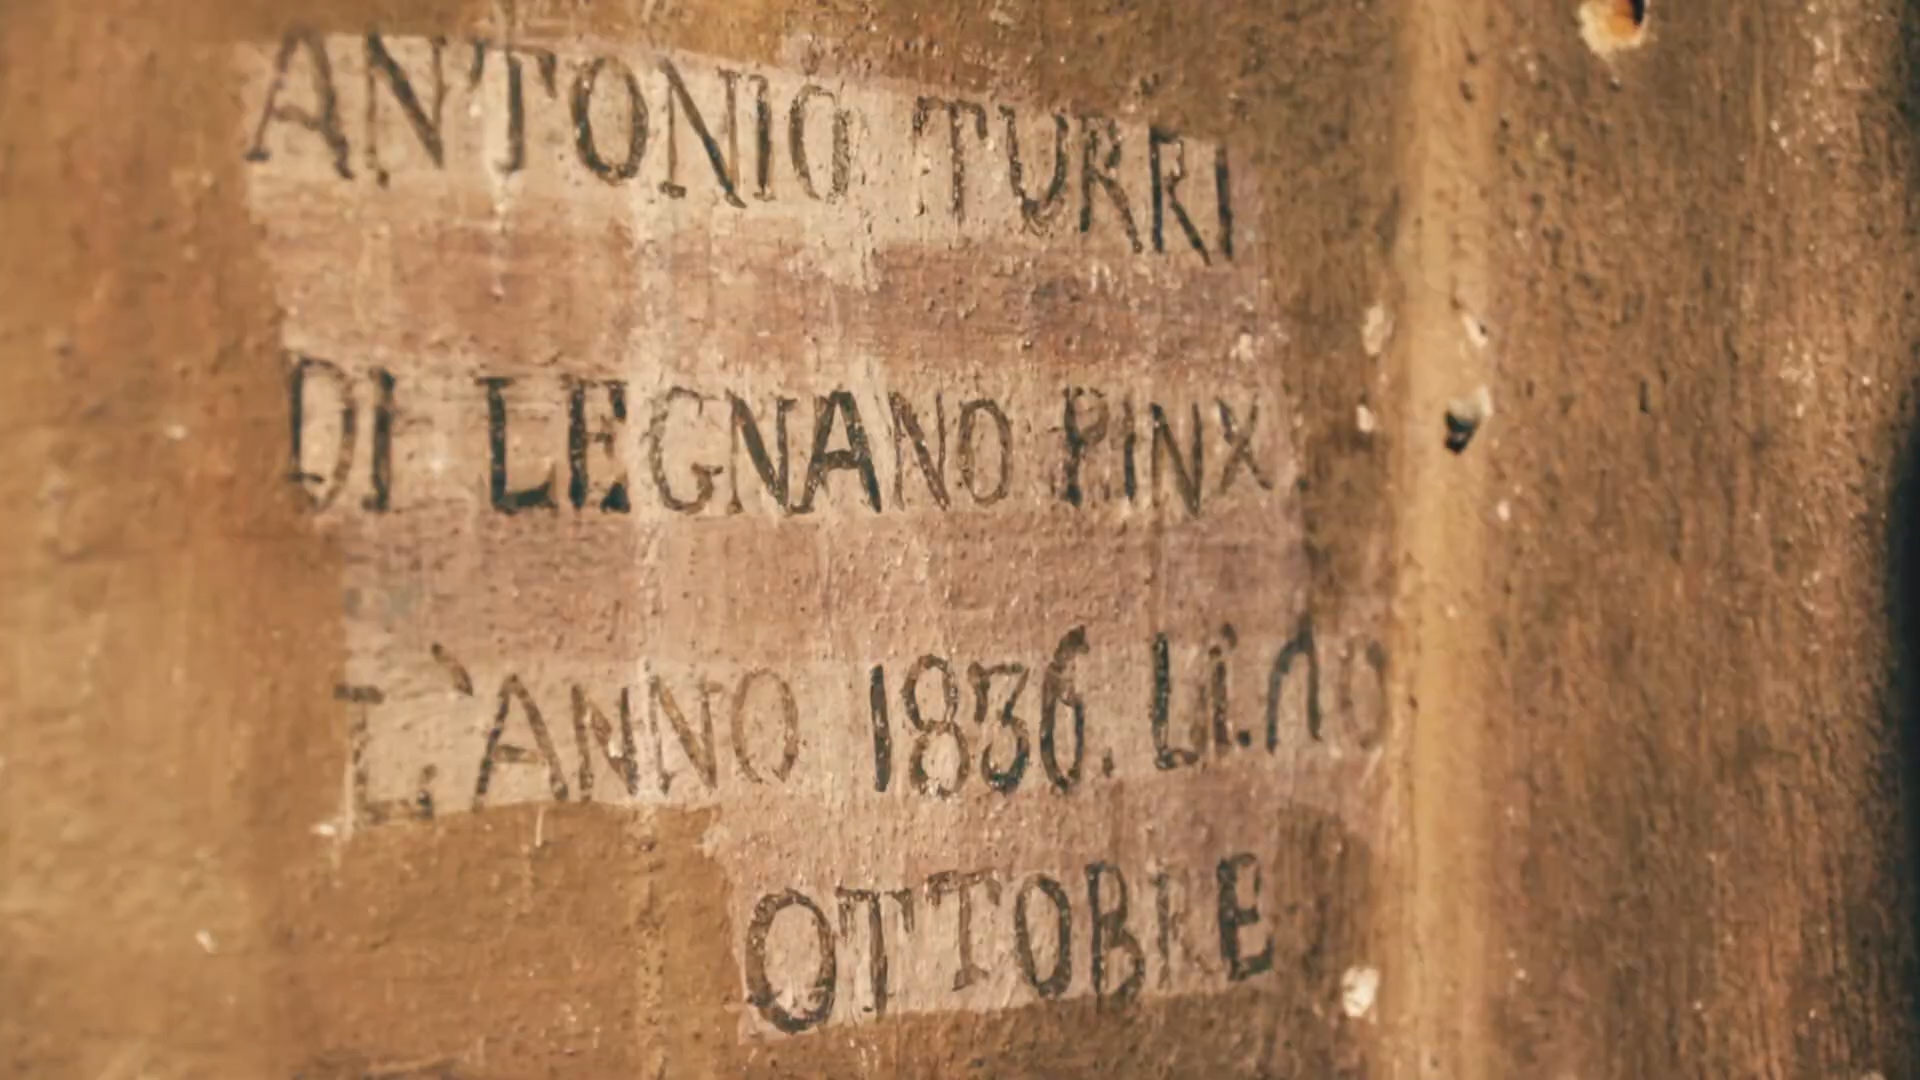 ANTONIO TURRI
DI LEGNANO PINX
L'ANNO 1836. Li. 10
OTTOBRE